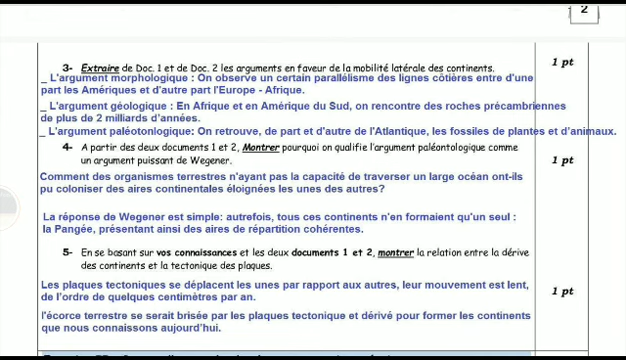 2
3- Extraire de Doc. 1 et de Doc. 2 les arguments en faveur de la mobilité latérale des continents.
1 pt
_ L'argument morphologique : On observe un certain parallélisme des lignes côtières entre d'une
part les Amériques et d'autre part l'Europe - Afrique.
_ L'argument géologique : En Afrique et en Amérique du Sud, on rencontre des roches précambriennes
de plus de 2 milliards d'années.
_ L'argument paléotonlogique: On retrouve, de part et d'autre de l'Atlantique, les fossiles de plantes et d'animaux.
4- A partir des deux documents 1 et 2, Montrer pourquoi on qualifie l'argument paléontologique comme
un argument puissant de Wegener.
1 pt
Comment des organismes terrestres n'ayant pas la capacité de traverser un large océan ont-ils
pu coloniser des aires continentales éloignées les unes des autres?
La réponse de Wegener est simple: autrefois, tous ces continents n'en formaient qu'un seul :
la Pangée, présentant ainsi des aires de répartition cohérentes.
5- En se basant sur vos connaissances et les deux documents 1 et 2, montrer la relation entre la dérive
des continents et la tectonique des plaques.
Les plaques tectoniques se déplacent les unes par rapport aux autres, leur mouvement est lent,
de l'ordre de quelques centimètres par an.
1 pt
l'écorce terrestre se serait brisée par les plaques tectonique et dérivé pour former les continents
que nous connaissons aujourd'hui.